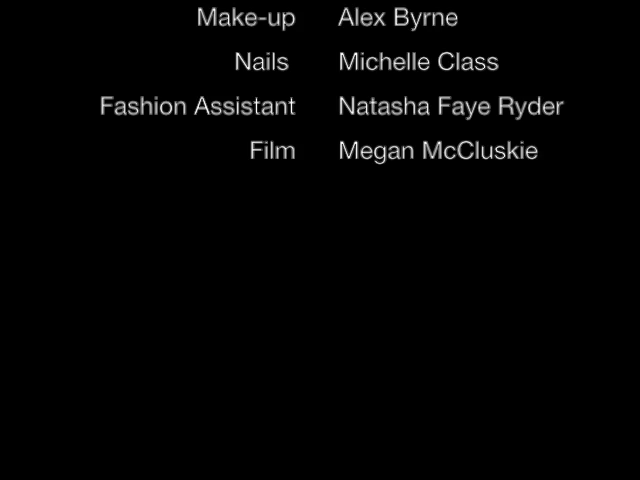 Make-up Alex Byrne
Nails Michelle Class
Fashion Assistant Natasha Faye Ryder
Film Megan McCluskie